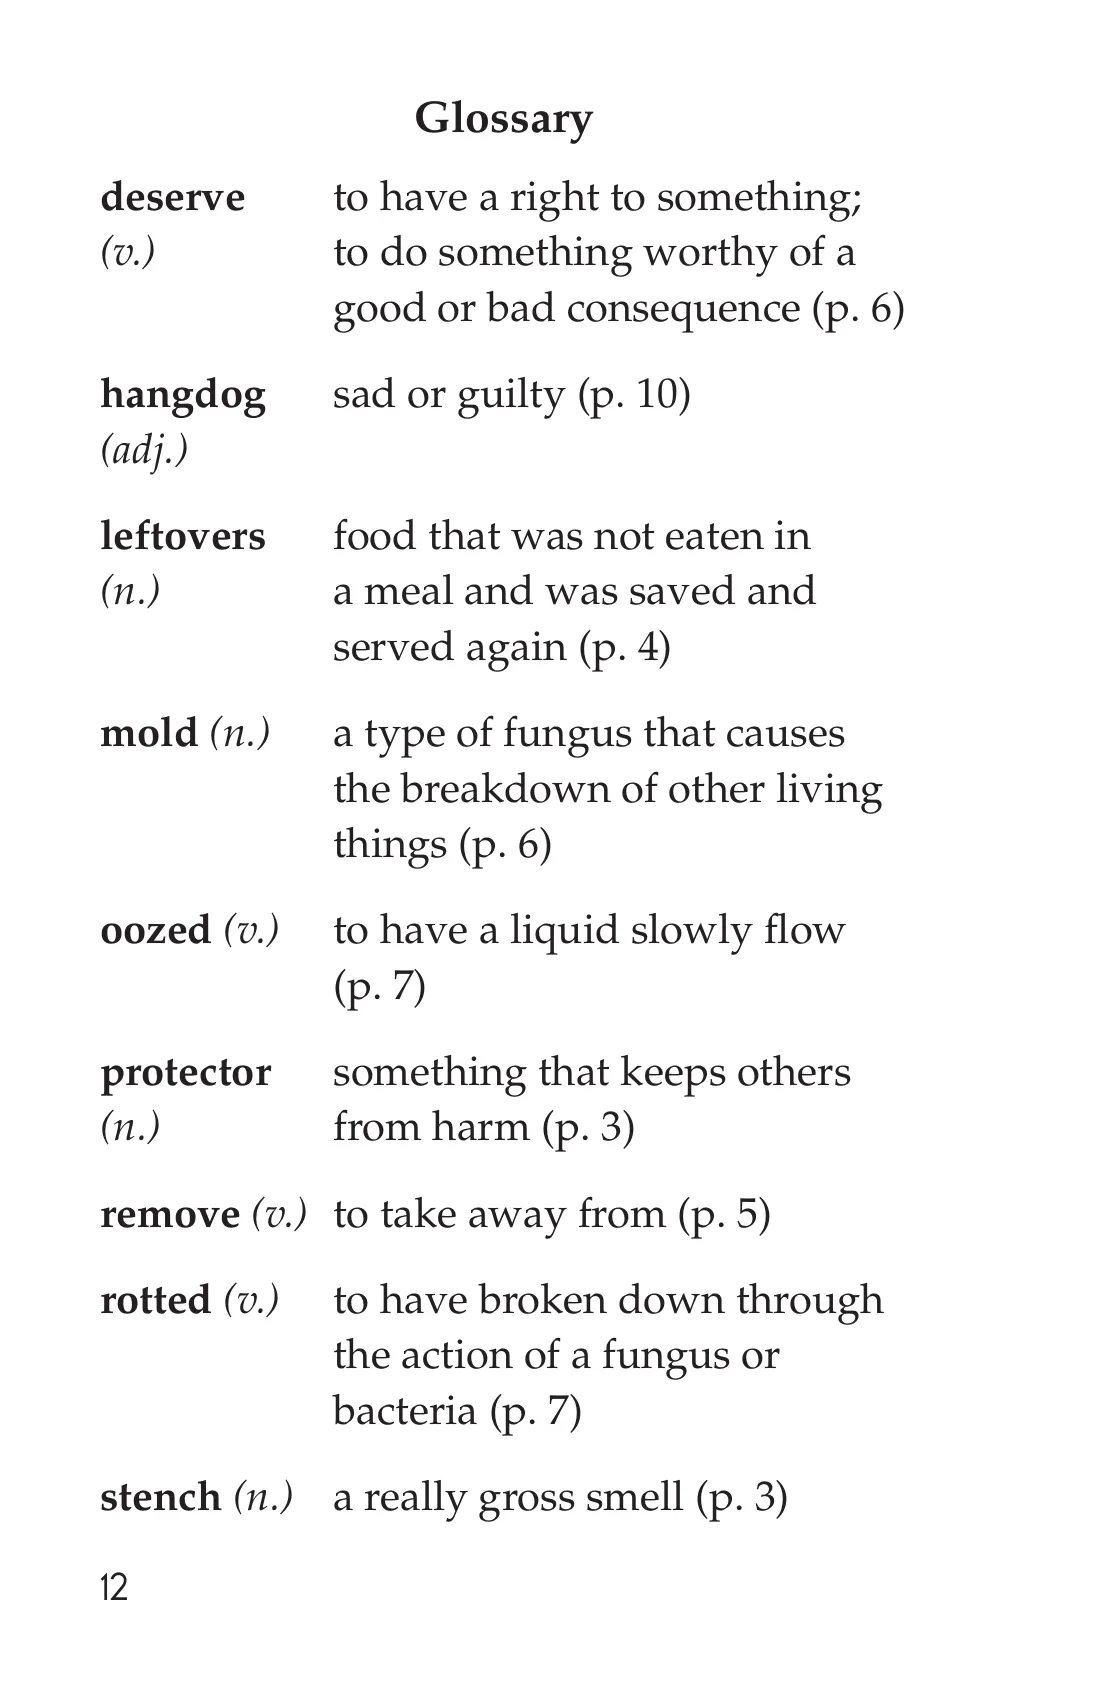 Glossary
deserve to have a right to something;
(v.) to do something worthy of a
good or bad consequence (p. 6)
hangdog sad or guilty (p. 10)
(adj.)
leftovers food that was not eaten in
(n.) a meal and was saved and
served again (p. 4)
mold (n.) a type of fungus that causes
the breakdown of other living
things (p. 6)
oozed (v.) to have a liquid slowly flow
(p. 7)
protector something that keeps others
(n.) from harm (p. 3)
remove (v.) to take away from (p. 5)
rotted (v.) to have broken down through
the action of a fungus or
bacteria (p. 7)
stench (n.) a really gross smell (p. 3)
12